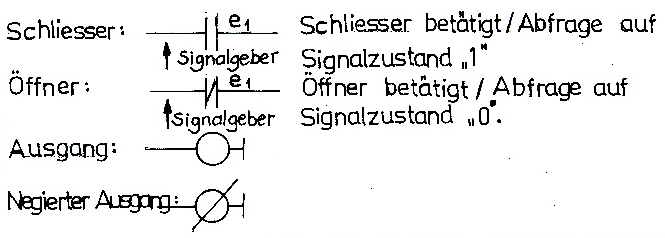 Schliesser: e1 Schliesser betätigt/Abfrage auf
Signalgeber Signalzustand „1"
Öffner: e1 Öffner betätigt/Abfrage auf
Signalgeber Signalzustand „0".
Ausgang:
Negierter Ausgang: